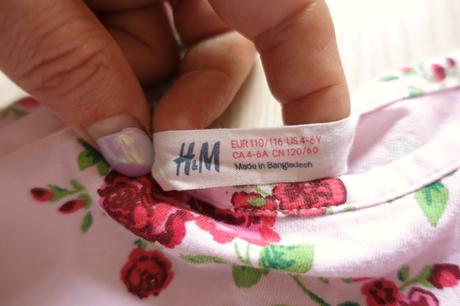 H&M
EUR 110/116 US 4-6Y
CA 4-6A CN 120/60
Made in Bangladesh